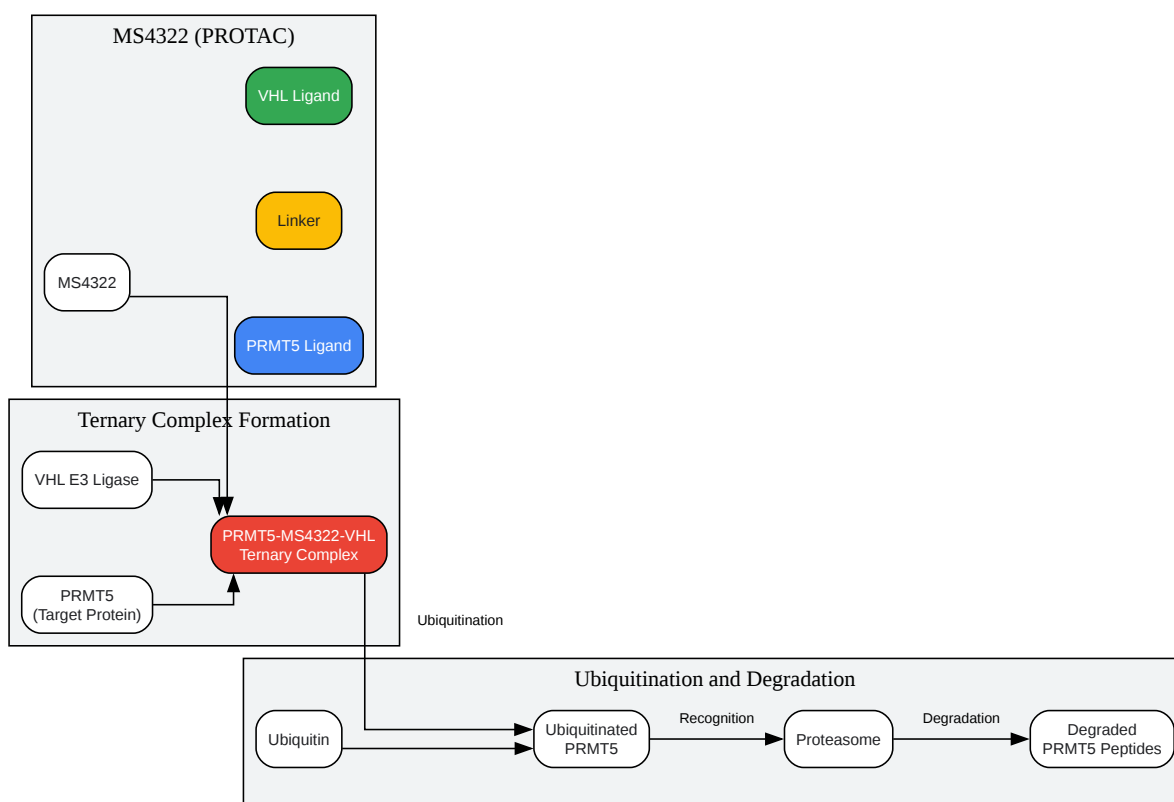 MS4322 (PROTAC)
VHL Ligand
Linker
MS4322
PRMT5 Ligand
Ternary Complex Formation
VHL E3 Ligase
PRMT5-MS4322-VHL
Ternary Complex
PRMT5
(Target Protein)
Ubiquitination
Ubiquitination and Degradation
Ubiquitin
Ubiquitinated
PRMT5
Recognition
Proteasome
Degradation
Degraded
PRMT5 Peptides